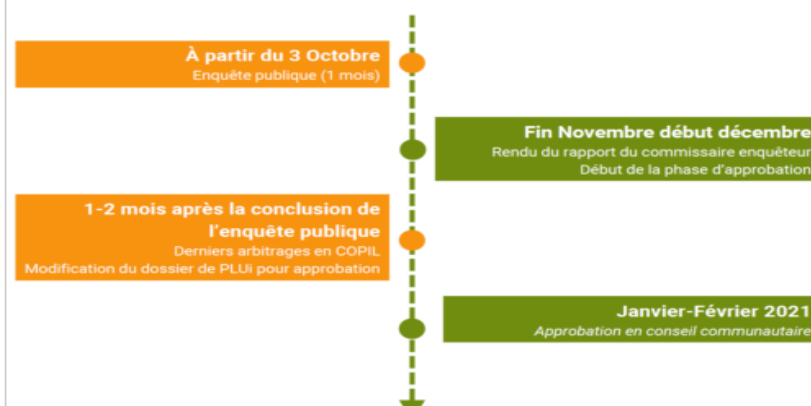 À partir du 3 Octobre
Enquête publique (1 mois)
Fin Novembre début décembre
Rendu du rapport du commissaire enquêteur
Début de la phase d'approbation
1-2 mois après la conclusion de
l'enquête publique
Derniers arbitrages en COPIL
Modification du dossier de PLUi pour approbation
Janvier-Février 2021
Approbation en conseil communautaire